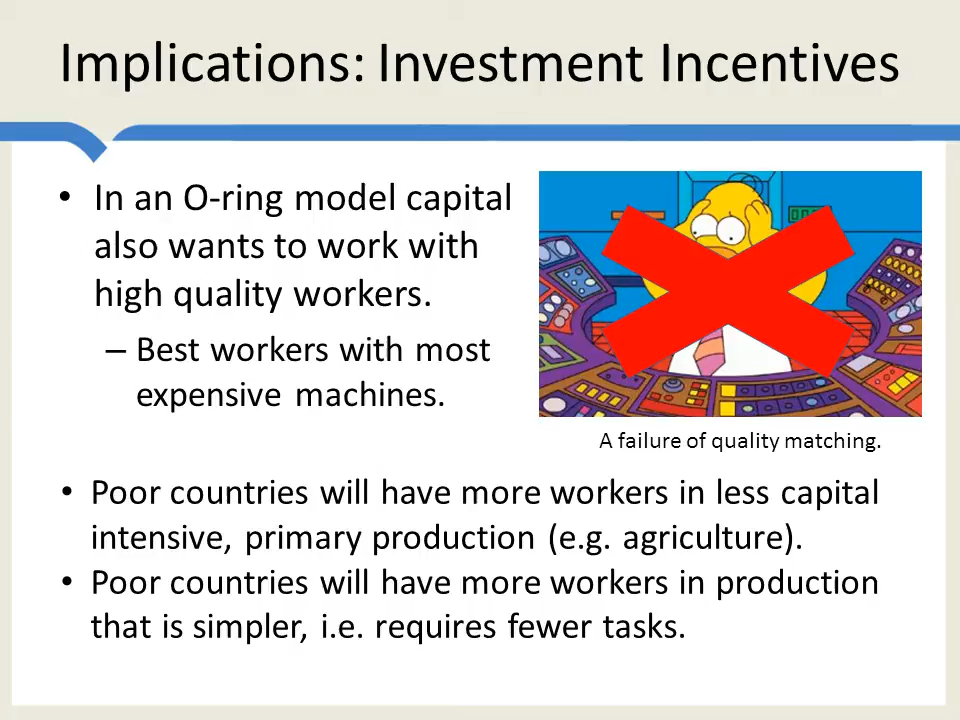 Implications: Investment Incentives
• In an O-ring model capital
also wants to work with
high quality workers.
– Best workers with most
expensive machines.
A failure of quality matching.
• Poor countries will have more workers in less capital
intensive, primary production (e.g. agriculture).
• Poor countries will have more workers in production
that is simpler, i.e. requires fewer tasks.